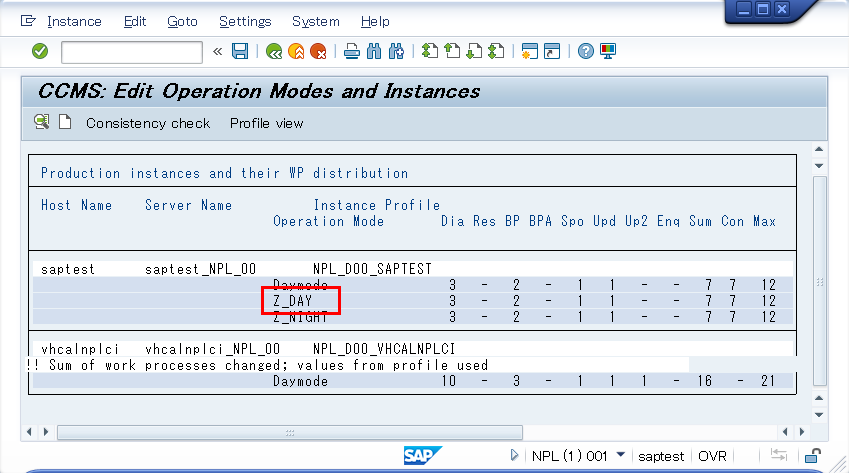 Instance Edit Goto Settings System Help
«
CCMS: Edit Operation Modes and Instances
Consistency check Profile view
Production instances and their WP distribution
Host Name Server Name Instance Profile
Operation Mode Dia Res BP BPA Spo Upd Up2 Enq Sum Con Max
saptest saptest_NPL_00 NPL_D00_SAPTEST
Daymode 3 - 2 - 1 1 - - 7 7 12
Z_DAY 3 - 2 - 1 1 - - 7 7 12
Z_NIGHT 3 - 2 - 1 1 - - 7 7 12
vhcalnplci vhcalnplci_NPL_00 NPL_D00_VHCALNPLCI
!! Sum of work processes changed; values from profile used
Daymode 10 - 3 - 1 1 1 - 16 - 21
SAP NPL (1) 001 saptest OVR